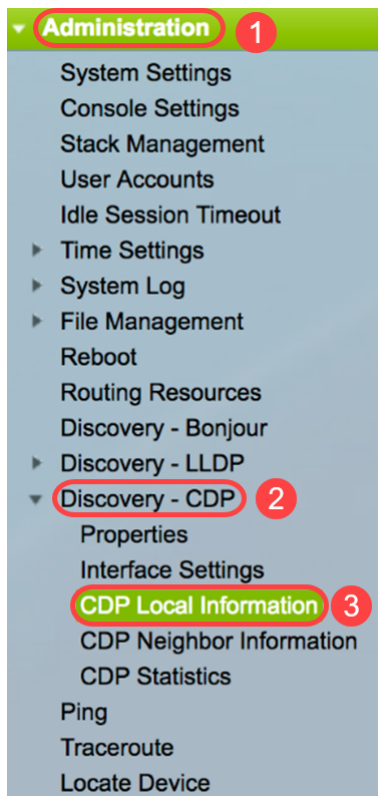 Administration 1
System Settings
Console Settings
Stack Management
User Accounts
Idle Session Timeout
Time Settings
System Log
File Management
Reboot
Routing Resources
Discovery - Bonjour
Discovery - LLDP
Discovery - CDP 2
Properties
Interface Settings
CDP Local Information 3
CDP Neighbor Information
CDP Statistics
Ping
Traceroute
Locate Device